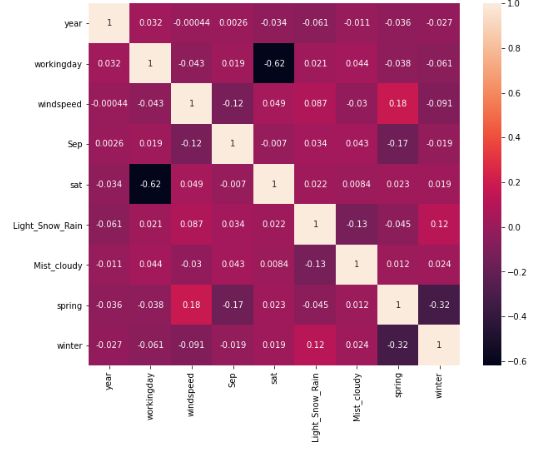 year 1 0.032 -0.00044 0.0026 -0.034 -0.061 -0.011 -0.036 -0.027
workingday 0.032 1 -0.043 0.019 -0.62 0.021 0.044 -0.038 -0.061
windspeed -0.00044 -0.043 1 -0.12 0.049 0.087 -0.03 0.18 -0.091
Sep 0.0026 0.019 -0.12 1 -0.007 0.034 0.043 -0.17 -0.019
sat -0.034 -0.62 0.049 -0.007 1 0.022 0.0084 0.023 0.019
Light_Snow_Rain -0.061 0.021 0.087 0.034 0.022 1 -0.13 -0.045 0.12
Mist_cloudy -0.011 0.044 -0.03 0.043 0.0084 -0.13 1 0.012 0.024
spring -0.036 -0.038 0.18 -0.17 0.023 -0.045 0.012 1 -0.32
winter -0.027 -0.061 -0.091 -0.019 0.019 0.12 0.024 -0.32 1
year
workingday
windspeed
Sep
sat
Light_Snow_Rain
Mist_cloudy
spring
winter
1.0
0.8
0.6
0.4
0.2
0.0
−0.2
−0.4
−0.6